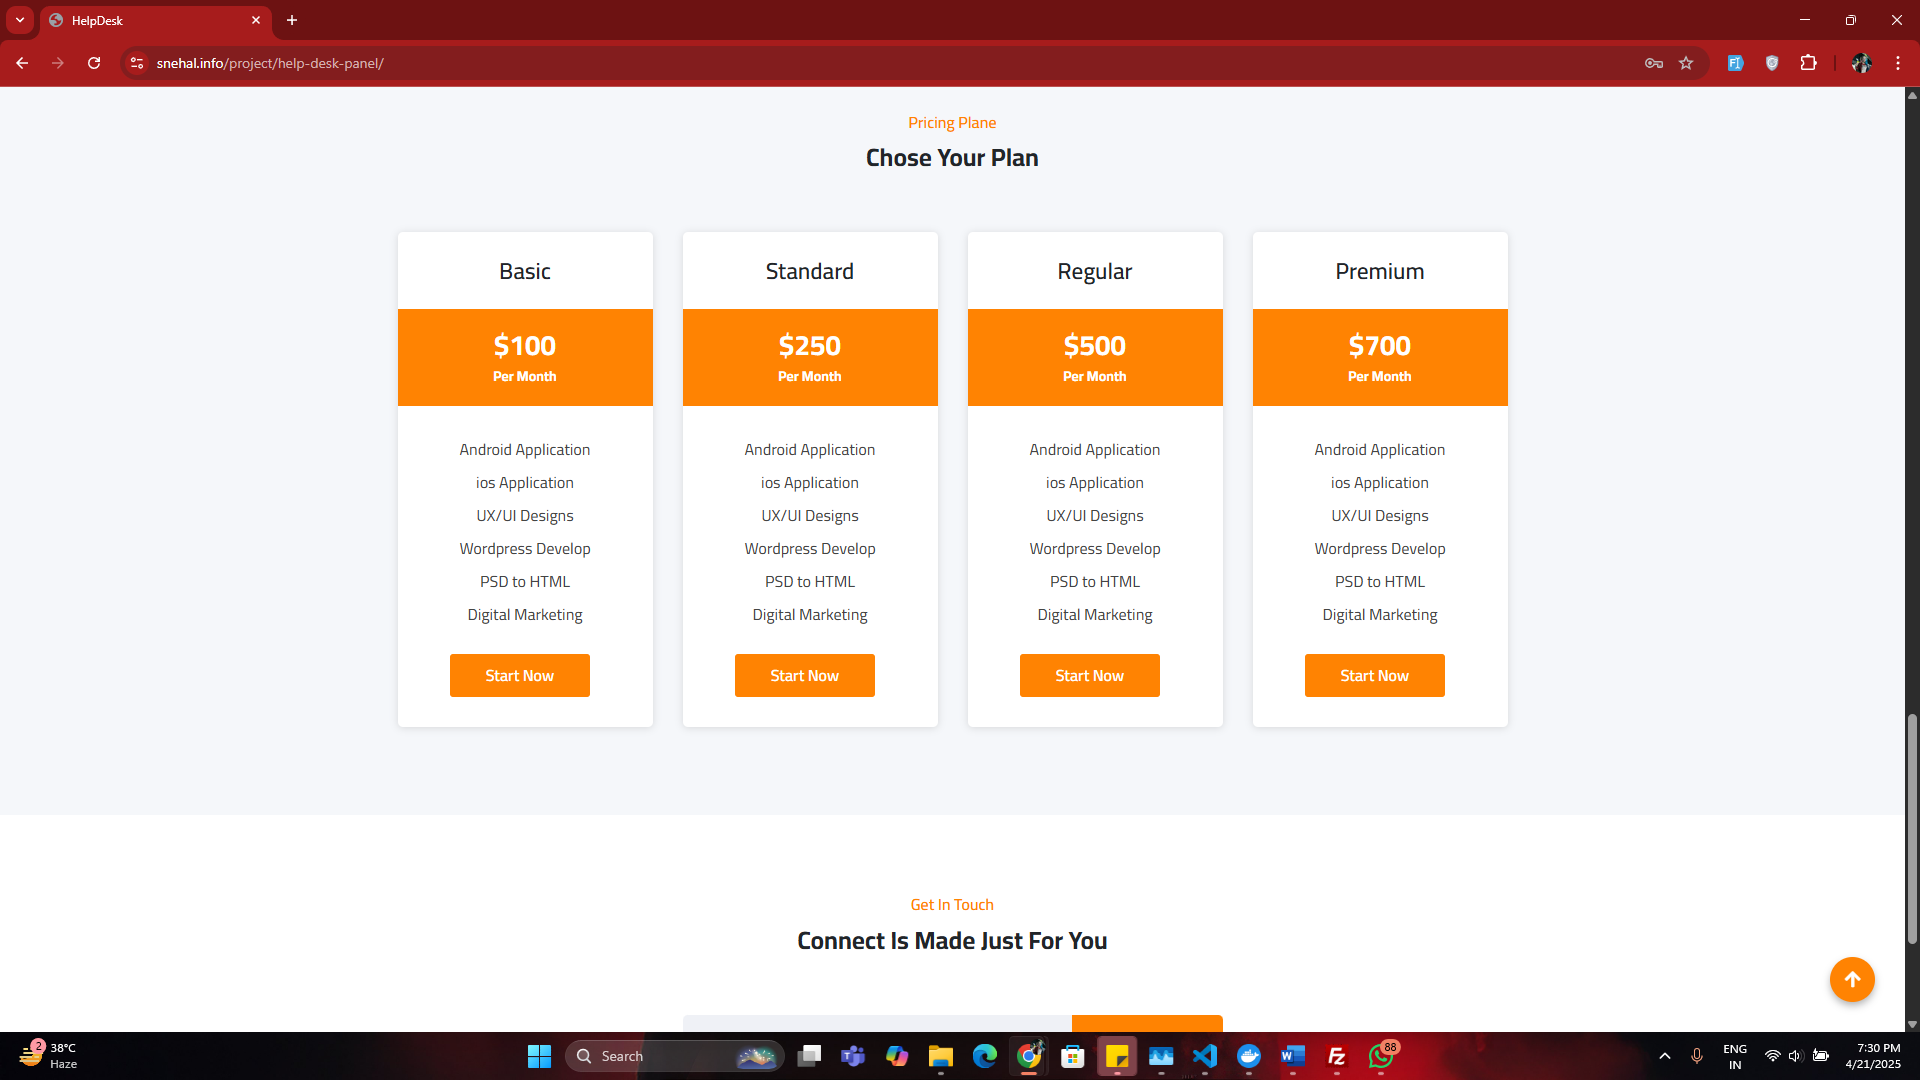 HelpDesk
snehal.info/project/help-desk-panel/
Pricing Plane
Chose Your Plan
Basic
$100
Per Month
Android Application
ios Application
UX/UI Designs
Wordpress Develop
PSD to HTML
Digital Marketing
Start Now
Standard
$250
Per Month
Android Application
ios Application
UX/UI Designs
Wordpress Develop
PSD to HTML
Digital Marketing
Start Now
Regular
$500
Per Month
Android Application
ios Application
UX/UI Designs
Wordpress Develop
PSD to HTML
Digital Marketing
Start Now
Premium
$700
Per Month
Android Application
ios Application
UX/UI Designs
Wordpress Develop
PSD to HTML
Digital Marketing
Start Now
Get In Touch
Connect Is Made Just For You
2
38°C
Haze
Search
88
ENG
IN
7:30 PM
4/21/2025